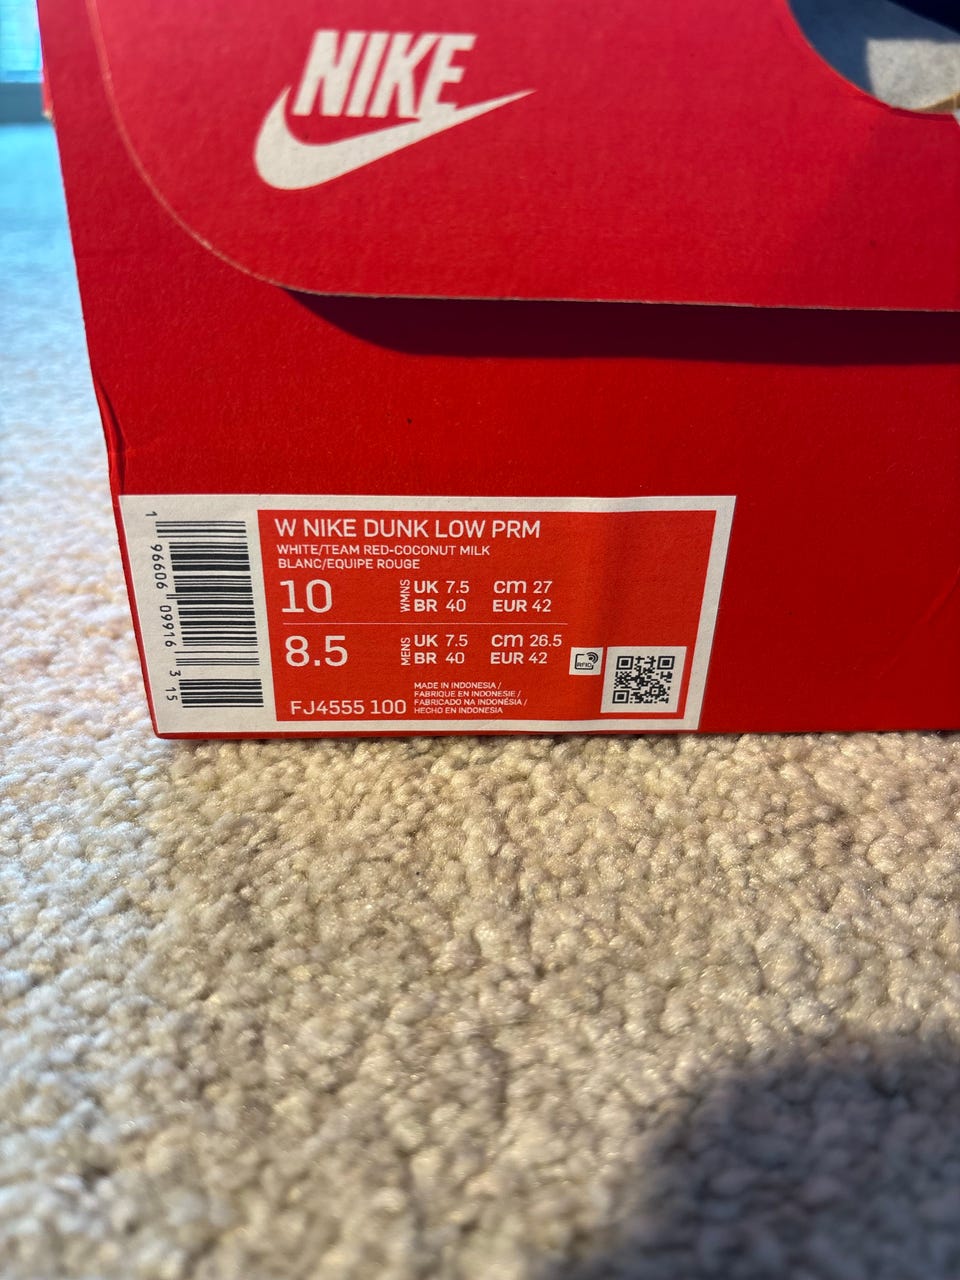 NIKE
W NIKE DUNK LOW PRM
WHITE/TEAM RED-COCONUT MILK
BLANC/EQUIPE ROUGE
10 WMNS UK 7.5 CM 27
BR 40 EUR 42
8.5 MENS UK 7.5 CM 26.5
BR 40 EUR 42
RFID
MADE IN INDONESIA /
FABRIQUE EN INDONESIE /
FABRICADO NA INDONÉSIA /
FJ4555 100 HECHO EN INDONESIA
1 96606 09916 3 15